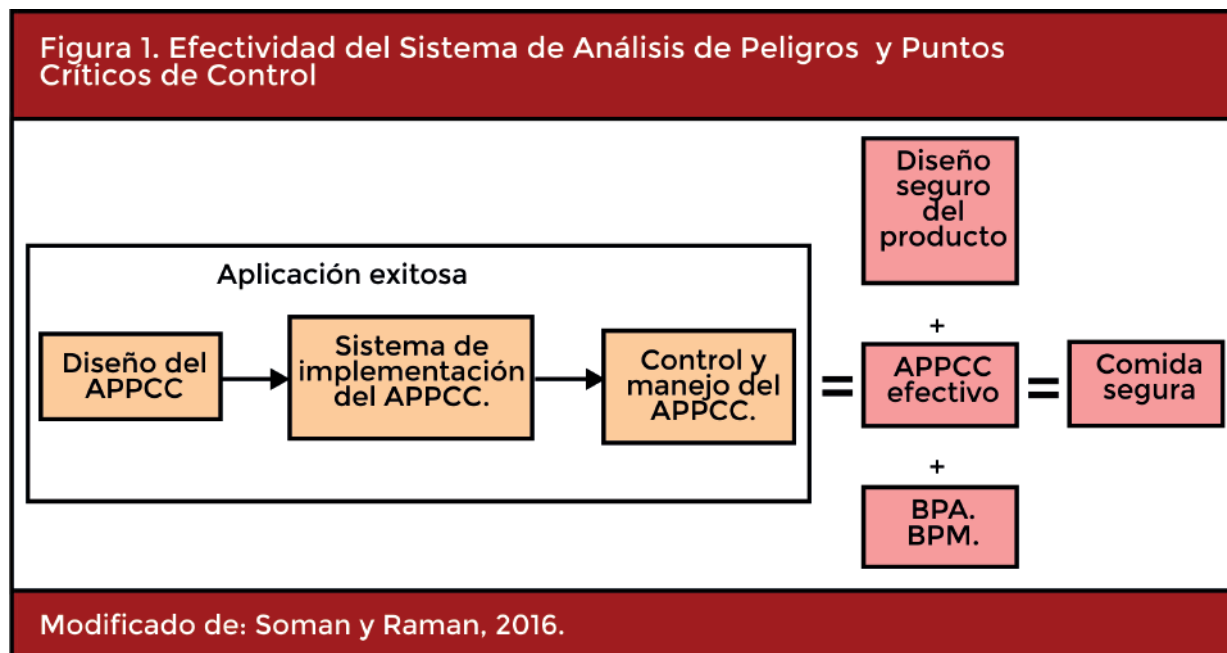 Figura 1. Efectividad del Sistema de Análisis de Peligros y Puntos
Críticos de Control
Aplicación exitosa
Diseño del
APPCC
Sistema de
implementación
del APPCC.
Control y
manejo del
APPCC.
=
Diseño
seguro
del
producto
+
APPCC
efectivo
+
BPA.
BPM.
=
Comida
segura
Modificado de: Soman y Raman, 2016.